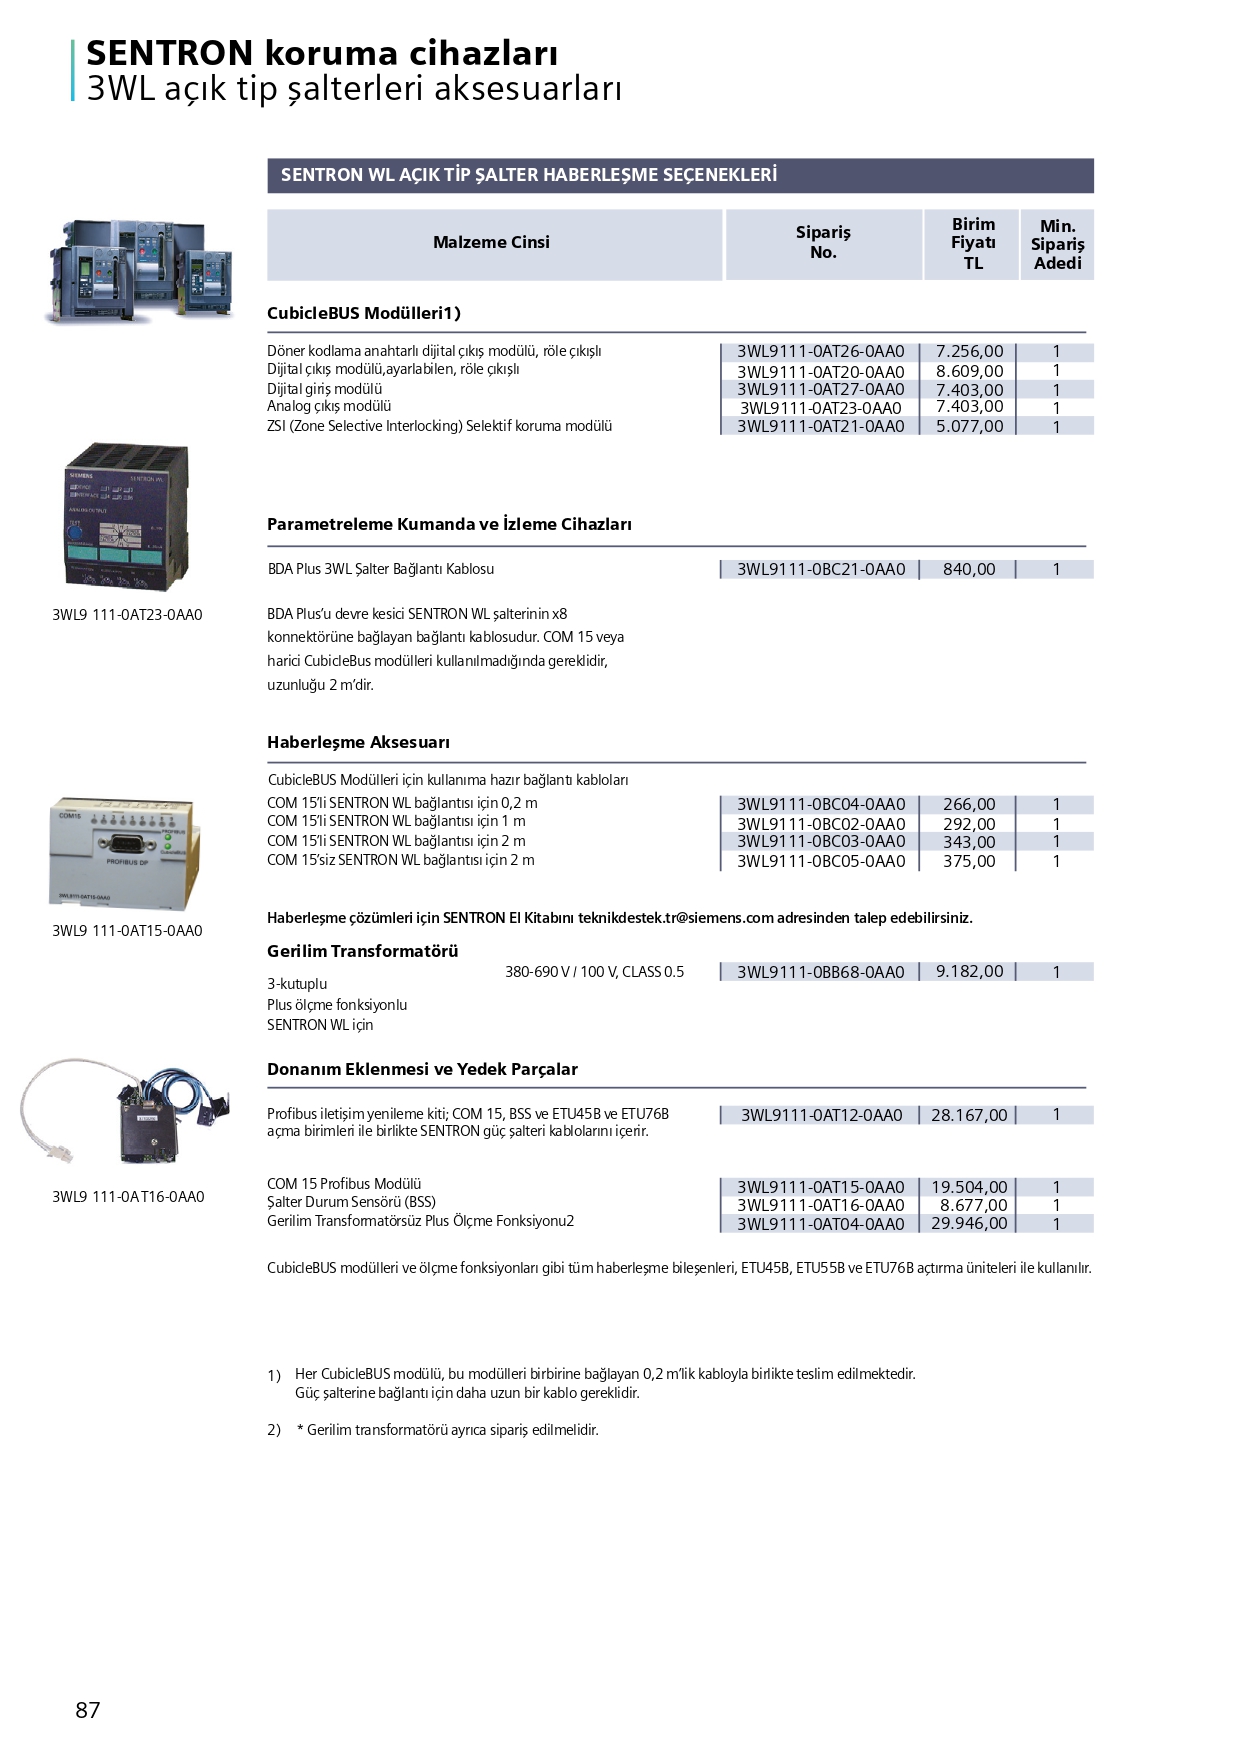 SENTRON koruma cihazları
3WL açık tip şalterleri aksesuarları
SENTRON WL AÇIK TİP ŞALTER HABERLEŞME SEÇENEKLERİ
Malzeme Cinsi
Sipariş
No.
Birim
Fiyatı
TL
Min.
Sipariş
Adedi
CubicleBUS Modülleri1)
Döner kodlama anahtarlı dijital çıkış modülü, röle çıkışlı 3WL9111-0AT26-0AA0 7.256,00 1
Dijital çıkış modülü,ayarlabilen, röle çıkışlı 3WL9111-0AT20-0AA0 8.609,00 1
Dijital giriş modülü 3WL9111-0AT27-0AA0 7.403,00 1
Analog çıkış modülü 3WL9111-0AT23-0AA0 7.403,00 1
ZSI (Zone Selective Interlocking) Selektif koruma modülü 3WL9111-0AT21-0AA0 5.077,00 1
SIEMENS
SENTRON WL
3WL9 111-0AT23-0AA0
Parametreleme Kumanda ve İzleme Cihazları
BDA Plus 3WL Şalter Bağlantı Kablosu 3WL9111-0BC21-0AA0 840,00 1
BDA Plus’u devre kesici SENTRON WL şalterinin x8
konnektörüne bağlayan bağlantı kablosudur. COM 15 veya
harici CubicleBus modülleri kullanılmadığında gereklidir,
uzunluğu 2 m’dir.
Haberleşme Aksesuarı
CubicleBUS Modülleri için kullanıma hazır bağlantı kabloları
COM 15’li SENTRON WL bağlantısı için 0,2 m 3WL9111-0BC04-0AA0 266,00 1
COM 15’li SENTRON WL bağlantısı için 1 m 3WL9111-0BC02-0AA0 292,00 1
COM 15’li SENTRON WL bağlantısı için 2 m 3WL9111-0BC03-0AA0 343,00 1
COM 15’siz SENTRON WL bağlantısı için 2 m 3WL9111-0BC05-0AA0 375,00 1
COM15
PROFIBUS
PROFIBUS DP
3WL9111-0AT15-0AA0
3WL9 111-0AT15-0AA0
Haberleşme çözümleri için SENTRON El Kitabını teknikdestek.tr@siemens.com adresinden talep edebilirsiniz.
Gerilim Transformatörü
380-690 V / 100 V, CLASS 0.5 3WL9111-0BB68-0AA0 9.182,00 1
3-kutuplu
Plus ölçme fonksiyonlu
SENTRON WL için
Donanım Eklenmesi ve Yedek Parçalar
Profibus iletişim yenileme kiti; COM 15, BSS ve ETU45B ve ETU76B 3WL9111-0AT12-0AA0 28.167,00 1
açma birimleri ile birlikte SENTRON güç şalteri kablolarını içerir.
3WL9 111-0AT16-0AA0
COM 15 Profibus Modülü 3WL9111-0AT15-0AA0 19.504,00 1
Şalter Durum Sensörü (BSS) 3WL9111-0AT16-0AA0 8.677,00 1
Gerilim Transformatörsüz Plus Ölçme Fonksiyonu2 3WL9111-0AT04-0AA0 29.946,00 1
CubicleBUS modülleri ve ölçme fonksiyonları gibi tüm haberleşme bileşenleri, ETU45B, ETU55B ve ETU76B açtırma üniteleri ile kullanılır.
1) Her CubicleBUS modülü, bu modülleri birbirine bağlayan 0,2 m’lik kabloyla birlikte teslim edilmektedir.
Güç şalterine bağlantı için daha uzun bir kablo gereklidir.
2) * Gerilim transformatörü ayrıca sipariş edilmelidir.
87